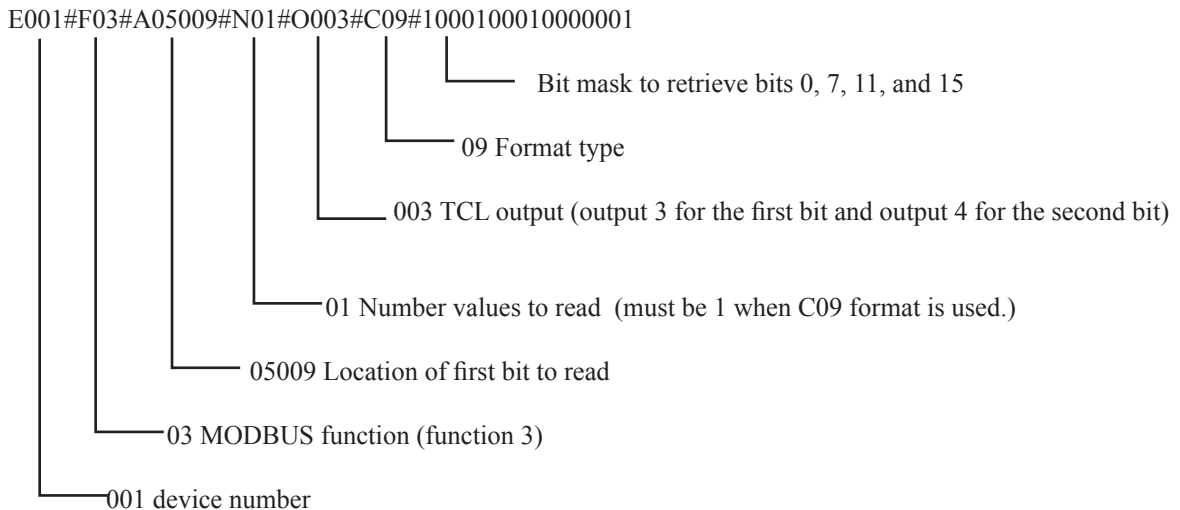 E001#F03#A05009#N01#O003#C09#1000100010000001
Bit mask to retrieve bits 0, 7, 11, and 15
09 Format type
003 TCL output (output 3 for the first bit and output 4 for the second bit)
01 Number values to read (must be 1 when C09 format is used.)
05009 Location of first bit to read
03 MODBUS function (function 3)
001 device number